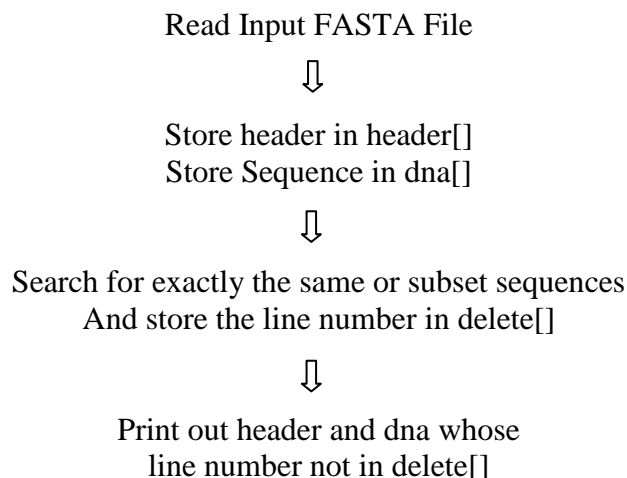 Read Input FASTA File
Store header in header[]
Store Sequence in dna[]
Search for exactly the same or subset sequences
And store the line number in delete[]
Print out header and dna whose
line number not in delete[]